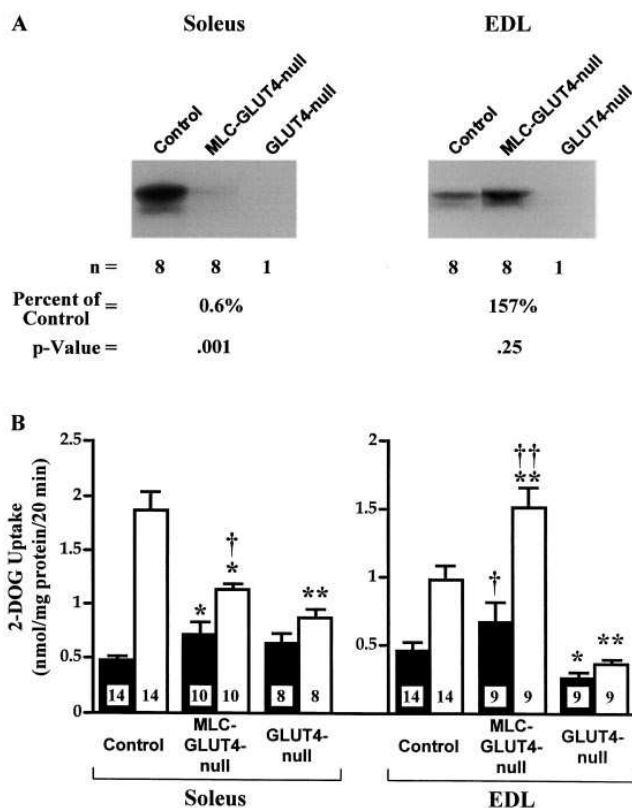 A
Soleus
EDL
Control
MLC-GLUT4-null
GLUT4-null
Control
MLC-GLUT4-null
GLUT4-null
n = 8 8 1 8 8 1
Percent of
Control = 0.6% 157%
p-Value = .001 .25
B
2-DOG Uptake
(nmol/mg protein/20 min)
2.5
2
1.5
1
0.5
0
2
1.5
1
0.5
†
*
*
**
††
**
†
*
**
14 14 10 10 8 8 14 14 9 9 9 9
Control
MLC-
GLUT4-
null
GLUT4-
null
Control
MLC-
GLUT4-
null
GLUT4-
null
Soleus
EDL